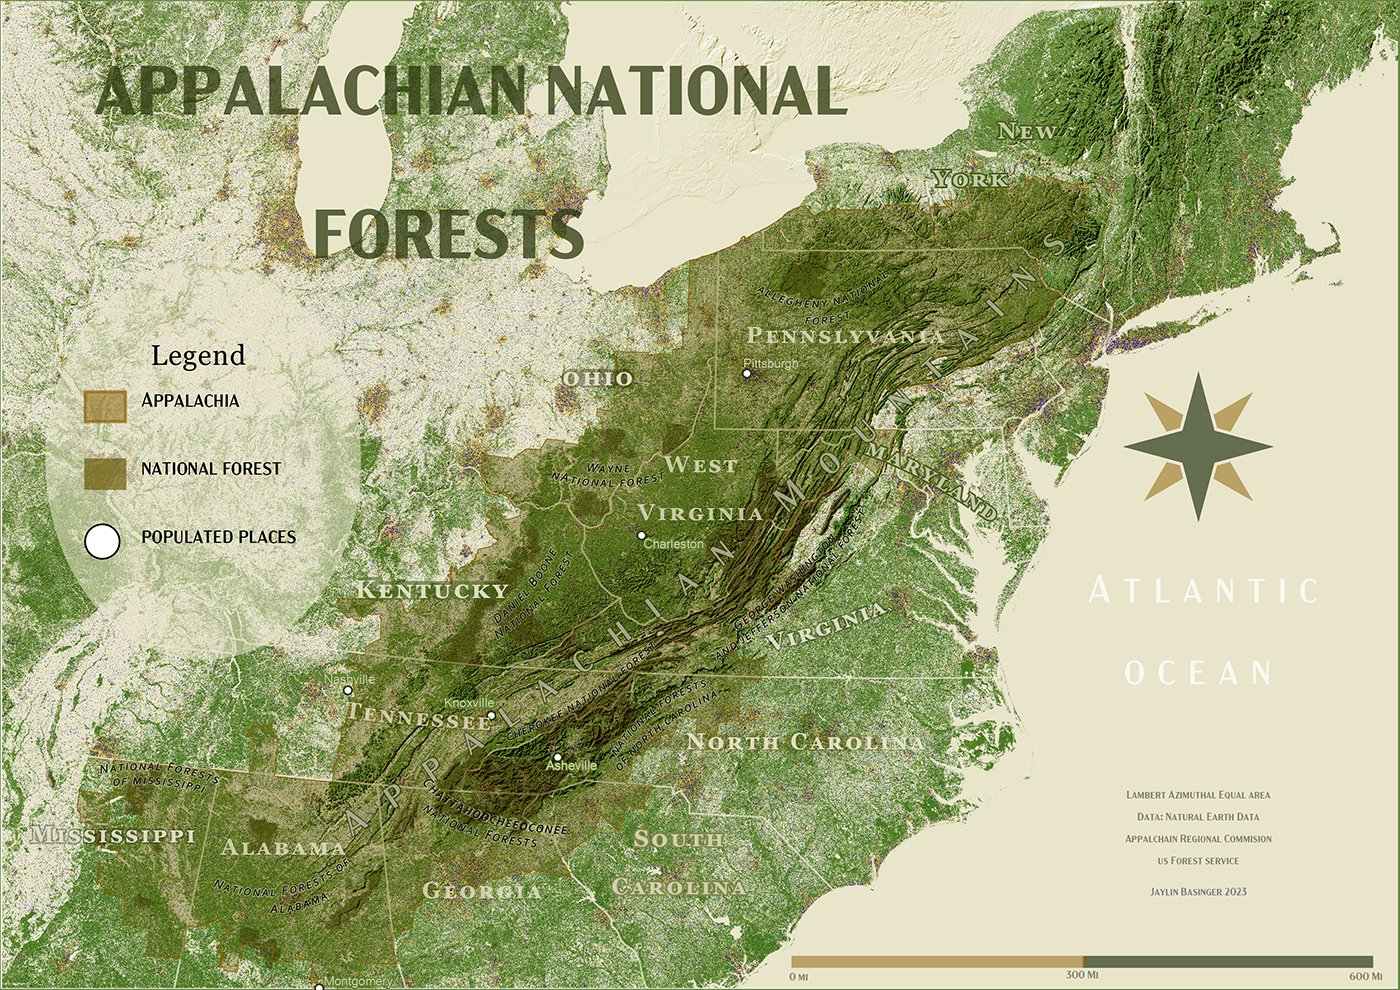 APPALACHIAN NATIONAL
FORESTS
NEW
YORK
Legend
APPALACHIA
NATIONAL FOREST
POPULATED PLACES
ALLEGHENY NATIONAL
FOREST
PENNSLYVANIA
Pittsburgh
OHIO
MARYLAND
WAYNE
NATIONAL FOREST
WEST
VIRGINIA
Charleston
APPALACHIAN MOUNTAINS
KENTUCKY
DANIEL BOONE
NATIONAL FOREST
GEORGE WASHINGTON
AND JEFFERSON NATIONAL FOREST
VIRGINIA
ATLANTIC
OCEAN
Nashville
TENNESSEE
Knoxville
CHEROKEE NATIONAL FOREST
NATIONAL FORESTS
OF NORTH CAROLINA
NORTH CAROLINA
Asheville
NATIONAL FORESTS
OF MISSISSIPPI
MISSISSIPPI
ALABAMA
CHATTAHOOCHEEOCONEE
NATIONAL FORESTS
SOUTH
CAROLINA
NATIONAL FORESTS OF
ALABAMA
GEORGIA
Montgomery
LAMBERT AZIMUTHAL EQUAL AREA
DATA: NATURAL EARTH DATA
APPALCHAIN REGIONAL COMMISION
US FOREST SERVICE
JAYLIN BASINGER 2023
0 MI
300 MI
600 MI